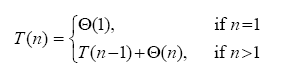 T(n) = { Θ(1), if n=1
T(n−1)+Θ(n), if n>1